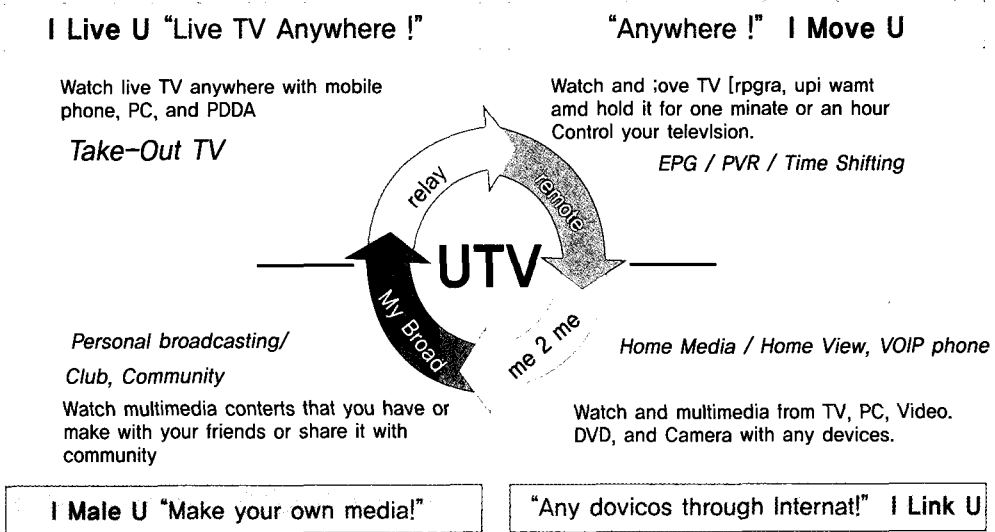 I Live U “Live TV Anywhere !”
Watch live TV anywhere with mobile
phone, PC, and PDDA
Take-Out TV
“Anywhere !” I Move U
Watch and ;ove TV [rpgra, upi wamt
amd hold it for one minate or an hour
Control your televIsion.
EPG / PVR / Time Shifting
relay
remote
UTV
My Broad
me 2 me
Personal broadcasting/
Club, Community
Watch multimedia conterts that you have or
make with your friends or share it with
community
I Male U “Make your own media!”
Home Media / Home View, VOIP phone
Watch and multimedia from TV, PC, Video.
DVD, and Camera with any devices.
“Any dovicos through Internat!” I Link U